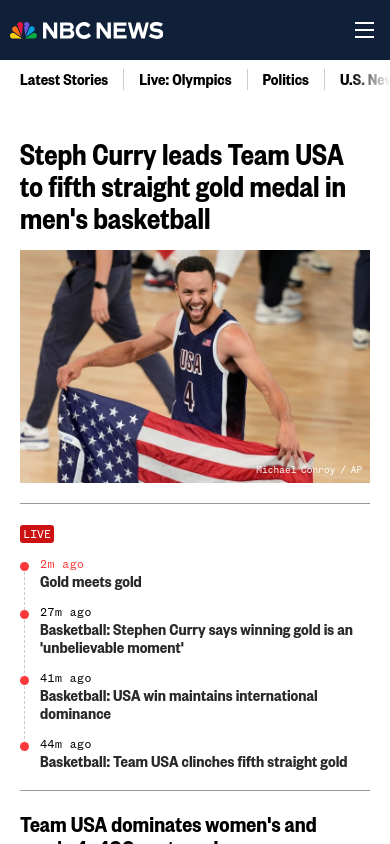 NBC NEWS
Latest Stories
Live: Olympics
Politics
U.S. New
Steph Curry leads Team USA
to fifth straight gold medal in
men's basketball
USA
4
Michael Conroy / AP
LIVE
2m ago
Gold meets gold
27m ago
Basketball: Stephen Curry says winning gold is an
'unbelievable moment'
41m ago
Basketball: USA win maintains international
dominance
44m ago
Basketball: Team USA clinches fifth straight gold
Team USA dominates women's and